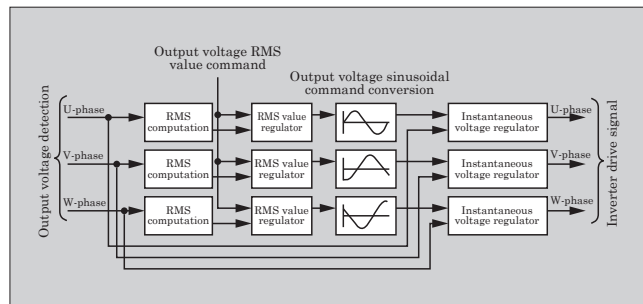 Output voltage RMS
value command
Output voltage sinusoidal
command conversion
Output voltage detection
U-phase
RMS
computation
RMS value
regulator
Instantaneous
voltage regulator
U-phase
V-phase
RMS
computation
RMS value
regulator
Instantaneous
voltage regulator
V-phase
W-phase
RMS
computation
RMS value
regulator
Instantaneous
voltage regulator
W-phase
Inverter drive signal